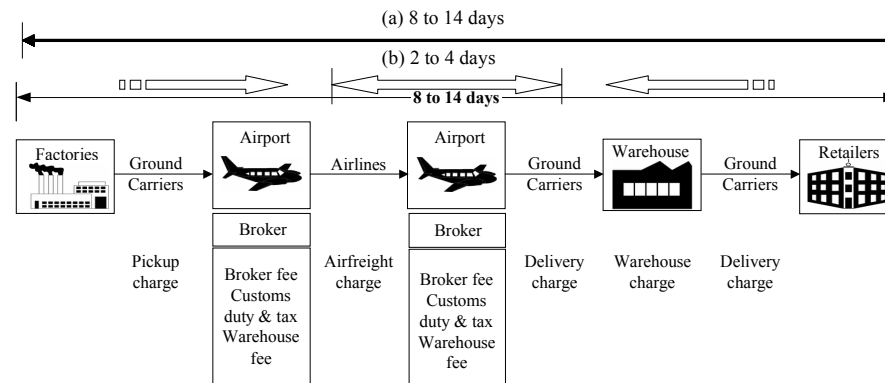 (a) 8 to 14 days
(b) 2 to 4 days
8 to 14 days
Factories
Ground
Carriers
Airport
Airlines
Airport
Ground
Carriers
Warehouse
Ground
Carriers
Retailers
Broker
Broker
Pickup
charge
Broker fee
Customs
duty & tax
Warehouse
fee
Airfreight
charge
Broker fee
Customs
duty & tax
Warehouse
fee
Delivery
charge
Warehouse
charge
Delivery
charge